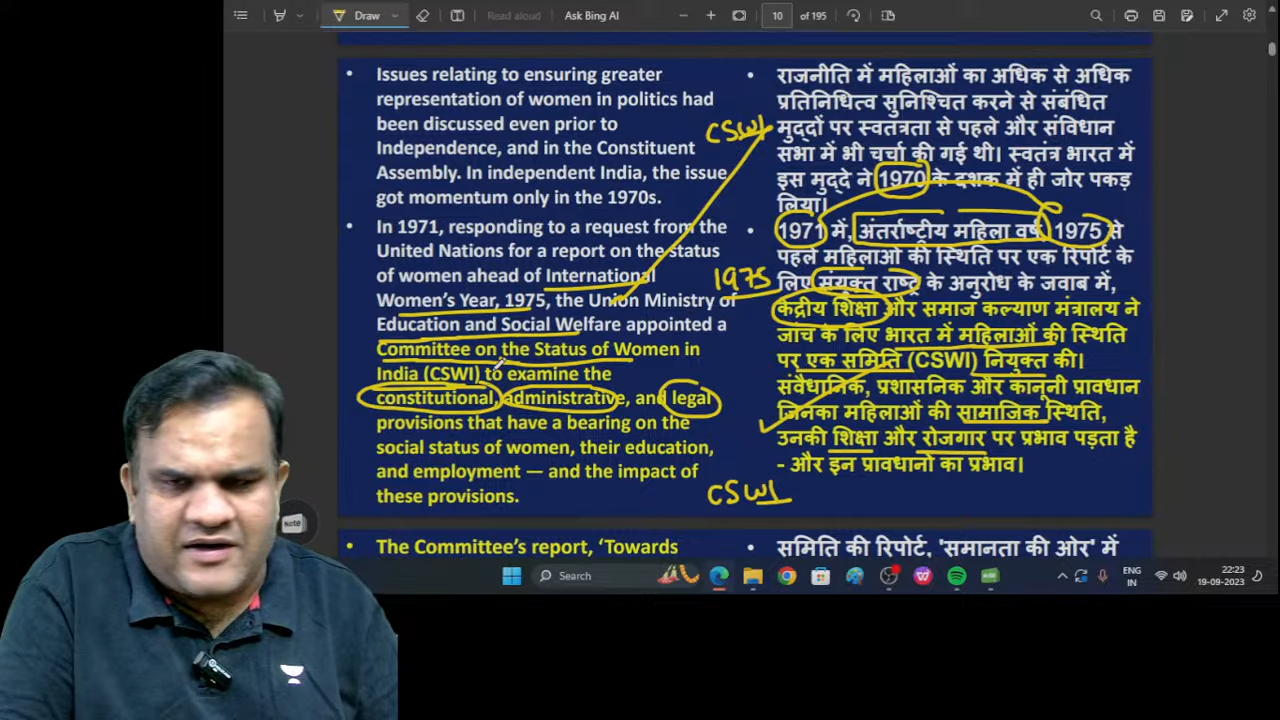 Draw
Read aloud
Ask Bing AI
10
of 195
Issues relating to ensuring greater
representation of women in politics had
been discussed even prior to
Independence, and in the Constituent
Assembly. In independent India, the issue
got momentum only in the 1970s.
In 1971, responding to a request from the
United Nations for a report on the status
of women ahead of International
Women's Year, 1975, the Union Ministry of
Education and Social Welfare appointed a
Committee on the Status of Women in
India (CSWI) to examine the
constitutional, administrative, and legal
provisions that have a bearing on the
social status of women, their education,
and employment — and the impact of
these provisions.
The Committee's report, ‘Towards
CSWI
1975
CSWI
राजनीति में महिलाओं का अधिक से अधिक
प्रतिनिधित्व सुनिश्चित करने से संबंधित
मुद्दों पर स्वतंत्रता से पहले और संविधान
सभा में भी चर्चा की गई थी। स्वतंत्र भारत में
इस मुद्दे ने 1970 के दशक में ही जोर पकड़
लिया।
1971 में, अंतर्राष्ट्रीय महिला वर्ष, 1975 से
पहले महिलाओं की स्थिति पर एक रिपोर्ट के
लिए संयुक्त राष्ट्र के अनुरोध के जवाब में,
केंद्रीय शिक्षा और समाज कल्याण मंत्रालय ने
जांच के लिए भारत में महिलाओं की स्थिति
पर एक समिति (CSWI) नियुक्त की।
संवैधानिक, प्रशासनिक और कानूनी प्रावधान
जिनका महिलाओं की सामाजिक स्थिति,
उनकी शिक्षा और रोजगार पर प्रभाव पड़ता है
- और इन प्रावधानों का प्रभाव।
समिति की रिपोर्ट, 'समानता की ओर' में
note
Search
ENG
IN
22:23
19-09-2023